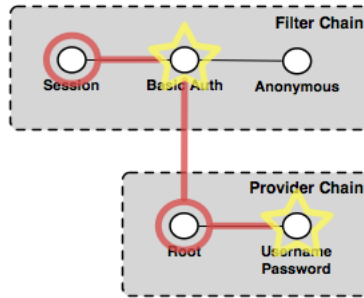 Filter Chain
Session
Basic Auth
Anonymous
Provider Chain
Root
Username
Password